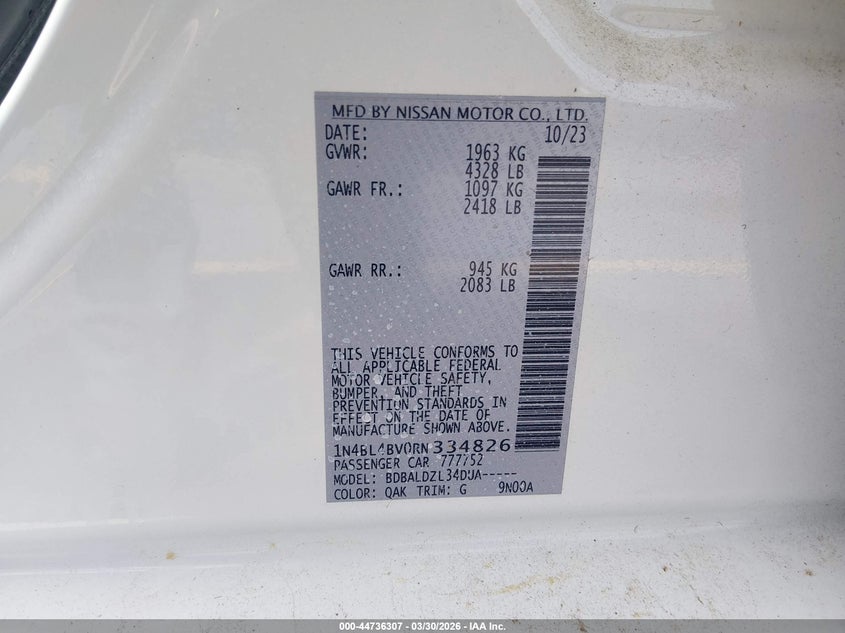 MFD BY NISSAN MOTOR CO., LTD.
DATE: 10/23
GVWR: 1963 KG
4328 LB
GAWR FR.: 1097 KG
2418 LB
GAWR RR.: 945 KG
2083 LB
THIS VEHICLE CONFORMS TO
ALL APPLICABLE FEDERAL
MOTOR VEHICLE SAFETY,
BUMPER, AND THEFT
PREVENTION STANDARDS IN
EFFECT ON THE DATE OF
MANUFACTURE SHOWN ABOVE.
1N4BL4BV0RN334826
PASSENGER CAR 777752
MODEL: BDBALDZL34DUA-----
COLOR: QAK TRIM: G 9N00A
000-44736307 - 03/30/2026 - IAA Inc.